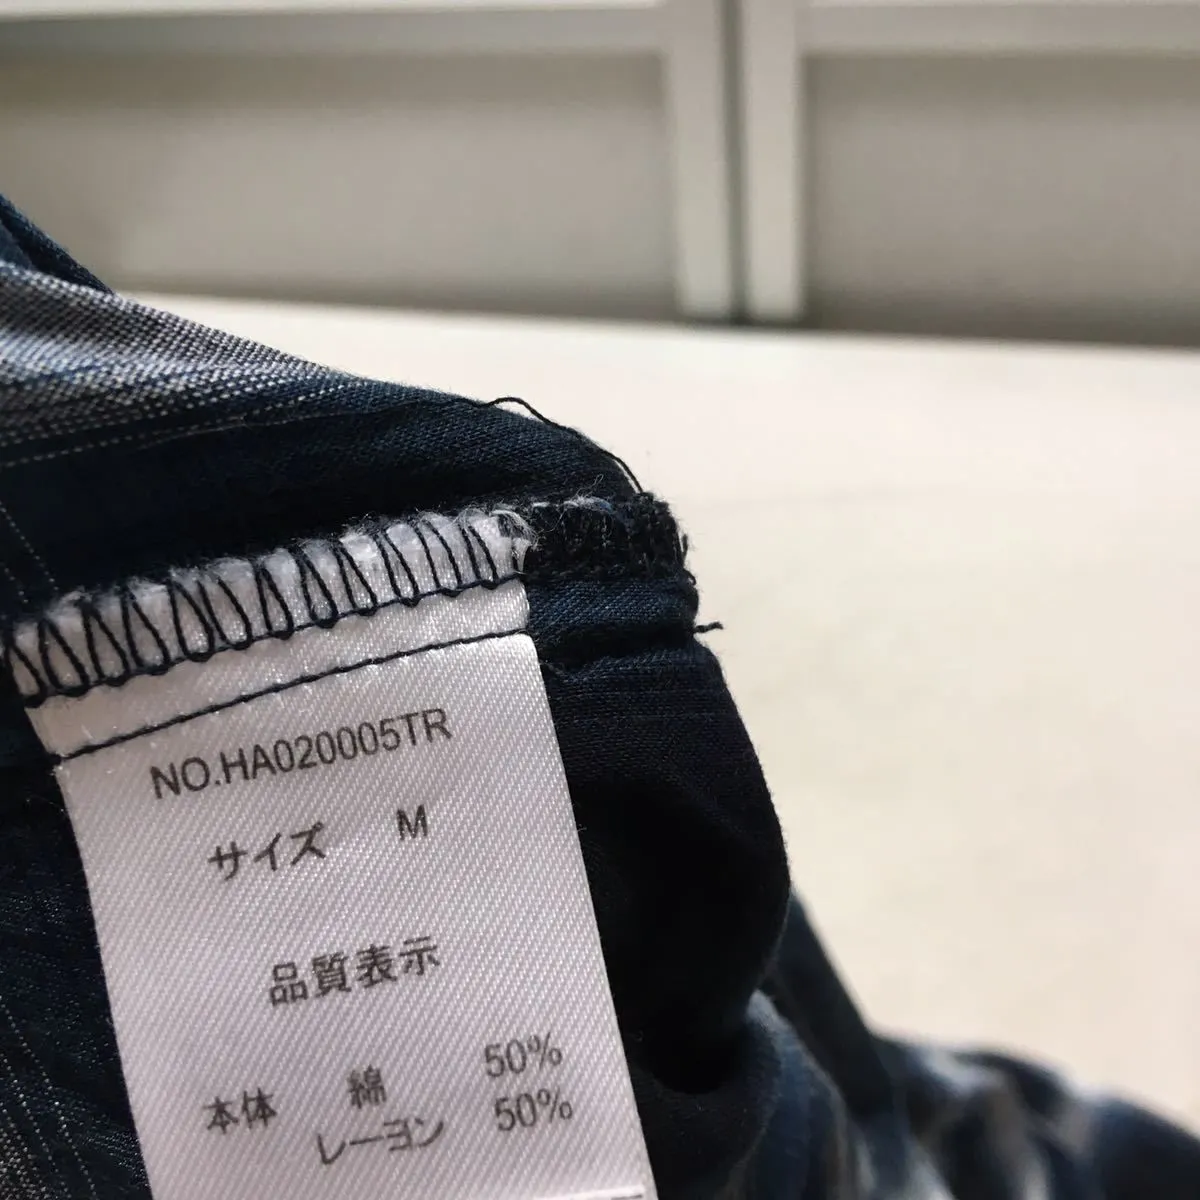 NO.HA020005TR
サイズ M
品質表示
本体 綿 50%
レーヨン 50%